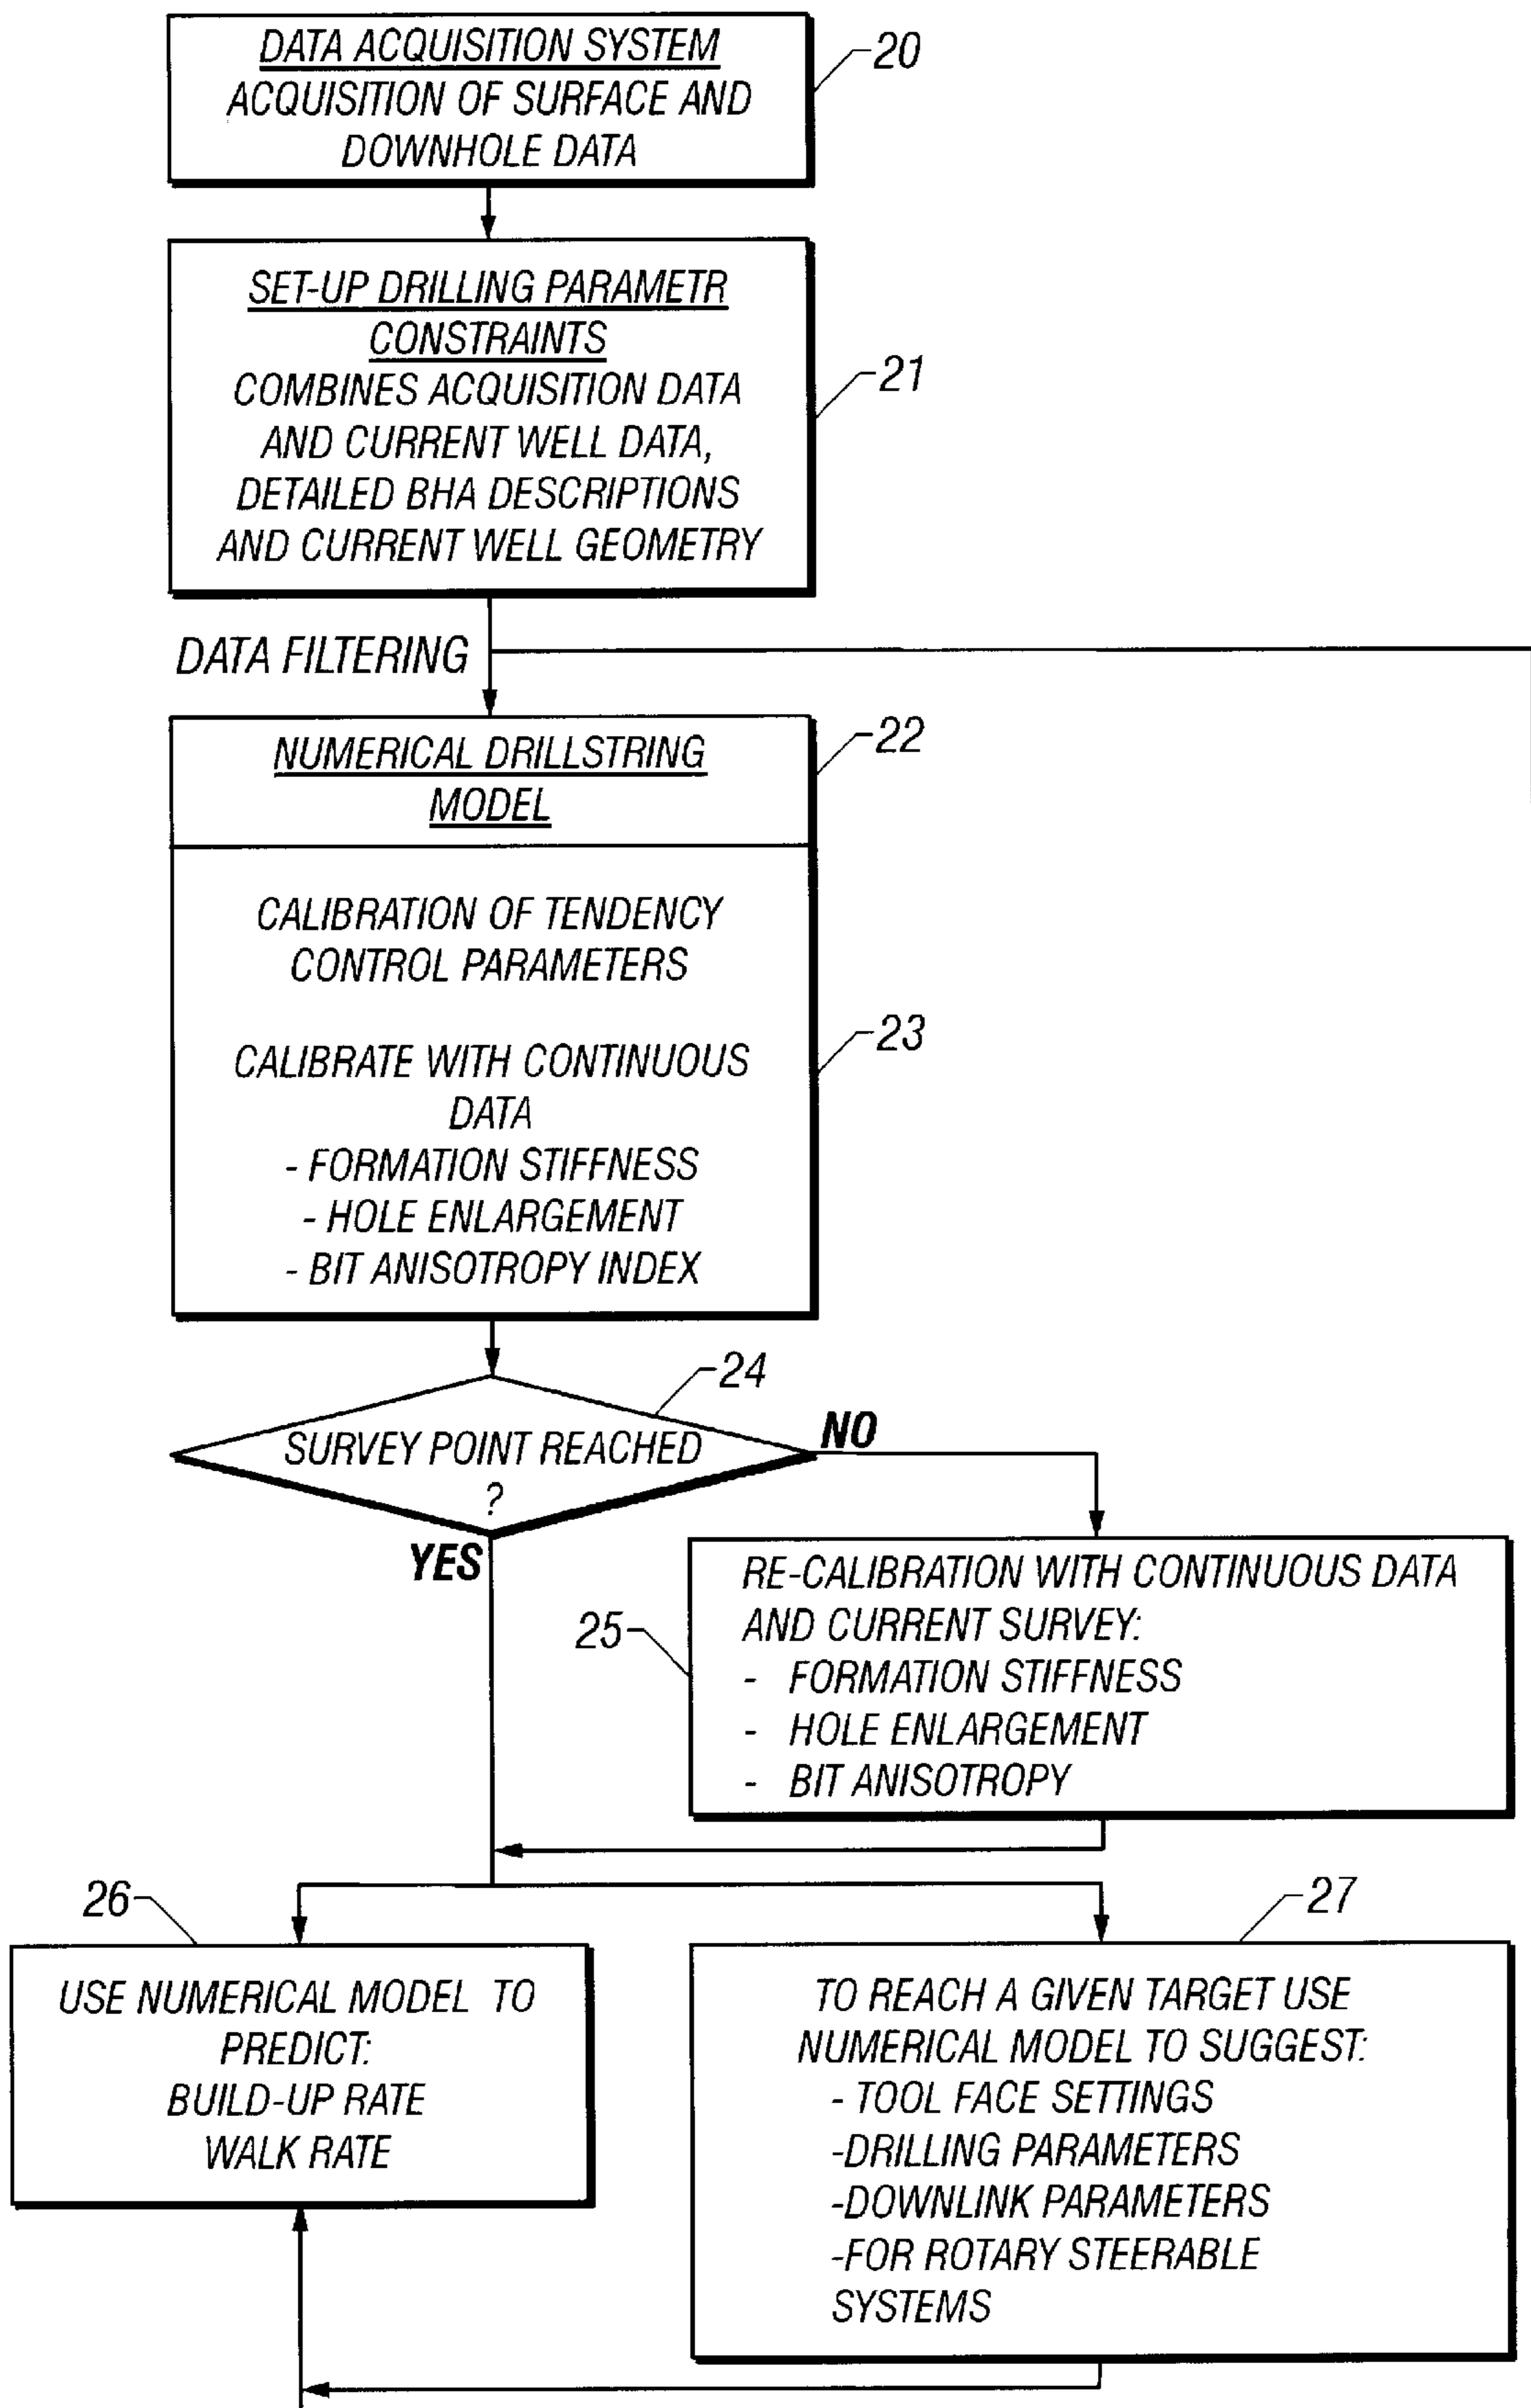 DATA ACQUISITION SYSTEM
ACQUISITION OF SURFACE AND
DOWNHOLE DATA
20
SET-UP DRILLING PARAMETR
CONSTRAINTS
COMBINES ACQUISITION DATA
AND CURRENT WELL DATA,
DETAILED BHA DESCRIPTIONS
AND CURRENT WELL GEOMETRY
21
DATA FILTERING
NUMERICAL DRILLSTRING
MODEL
22
CALIBRATION OF TENDENCY
CONTROL PARAMETERS
CALIBRATE WITH CONTINUOUS
DATA
- FORMATION STIFFNESS
- HOLE ENLARGEMENT
- BIT ANISOTROPY INDEX
23
24
SURVEY POINT REACHED
?
NO
YES
25
RE-CALIBRATION WITH CONTINUOUS DATA
AND CURRENT SURVEY:
- FORMATION STIFFNESS
- HOLE ENLARGEMENT
- BIT ANISOTROPY
26
USE NUMERICAL MODEL TO
PREDICT:
BUILD-UP RATE
WALK RATE
27
TO REACH A GIVEN TARGET USE
NUMERICAL MODEL TO SUGGEST:
- TOOL FACE SETTINGS
-DRILLING PARAMETERS
-DOWNLINK PARAMETERS
-FOR ROTARY STEERABLE
SYSTEMS